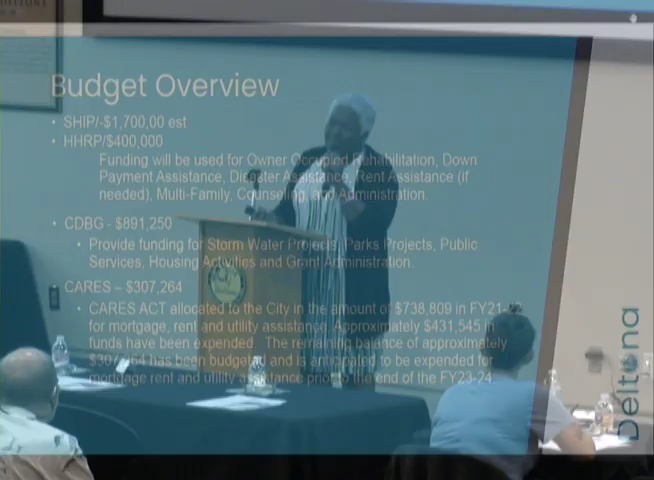 Budget Overview
• SHIP/-$1,700,00 est
• HHRP/$400,000
Funding will be used for Owner Occupied Rehabilitation, Down
Payment Assistance, Disaster Assistance, Rent Assistance (if
needed), Multi-Family, Counseling, and Administration.
• CDBG - $891,250
• Provide funding for Storm Water Projects, Parks Projects, Public
Services, Housing Activities and Grant Administration.
• CARES – $307,264
• CARES ACT allocated to the City in the amount of $738,809 in FY21-22
for mortgage, rent and utility assistance. Approximately $431,545 in
funds have been expended. The remaining balance of approximately
$307,264 has been budgeted and is anticipated to be expended for
mortgage rent and utility assistance prior to the end of the FY23-24
Deltona